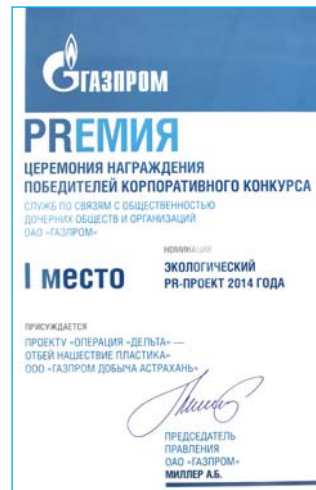 ГАЗПРОМ
PRЕМИЯ
ЦЕРЕМОНИЯ НАГРАЖДЕНИЯ
ПОБЕДИТЕЛЕЙ КОРПОРАТИВНОГО КОНКУРСА
СЛУЖБ ПО СВЯЗЯМ С ОБЩЕСТВЕННОСТЬЮ
ДОЧЕРНИХ ОБЩЕСТВ И ОРГАНИЗАЦИЙ
ОАО «ГАЗПРОМ»
НОМИНАЦИЯ
I место
ЭКОЛОГИЧЕСКИЙ
PR-ПРОЕКТ 2014 ГОДА
ПРИСУЖДАЕТСЯ
ПРОЕКТУ «ОПЕРАЦИЯ «ДЕЛЬТА» —
ОТБЕЙ НАШЕСТВИЕ ПЛАСТИКА»
ООО «ГАЗПРОМ ДОБЫЧА АСТРАХАНЬ»
ПРЕДСЕДАТЕЛЬ
ПРАВЛЕНИЯ
ОАО «ГАЗПРОМ»
МИЛЛЕР А.Б.